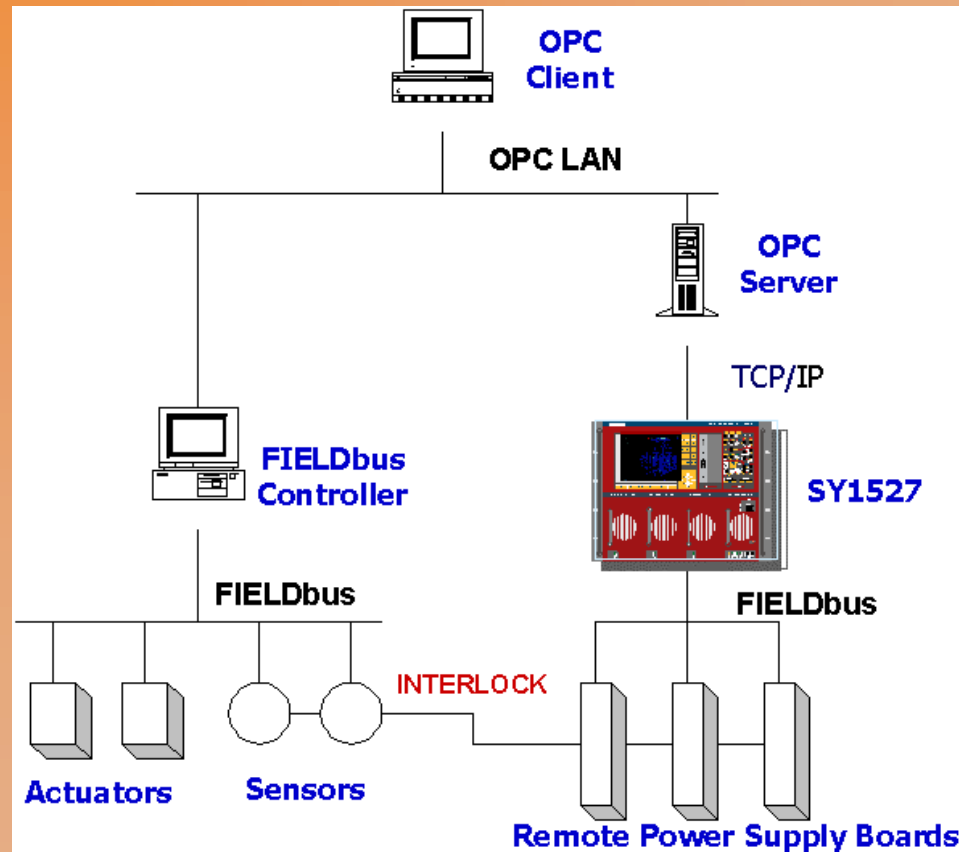 OPC
Client
OPC LAN
OPC
Server
TCP/IP
FIELDbus
Controller
SY1527
FIELDbus
FIELDbus
INTERLOCK
Actuators
Sensors
Remote Power Supply Boards